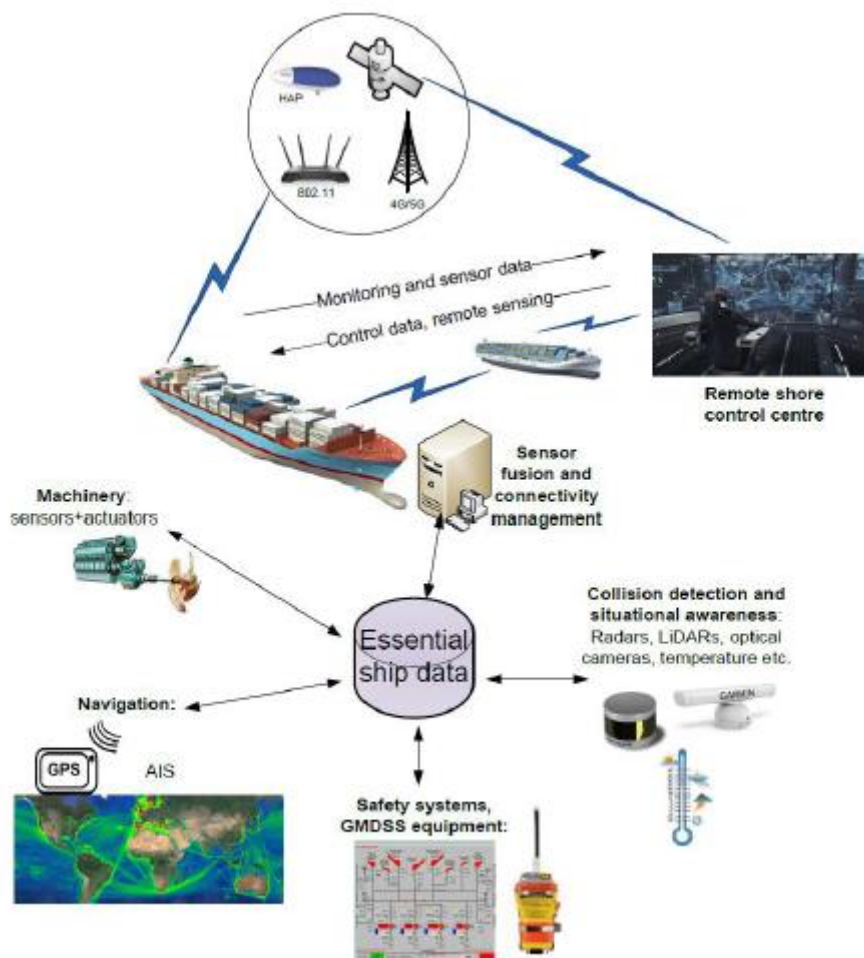 HAP
802.11
4G/5G
Monitoring and sensor data
Control data, remote sensing
Remote shore
control centre
Sensor
fusion and
connectivity
management
Machinery:
sensors+actuators
Essential
ship data
Collision detection and
situational awareness:
Radars, LiDARs, optical
cameras, temperature etc.
GARMIN
Navigation:
GPS
AIS
Safety systems,
GMDSS equipment: